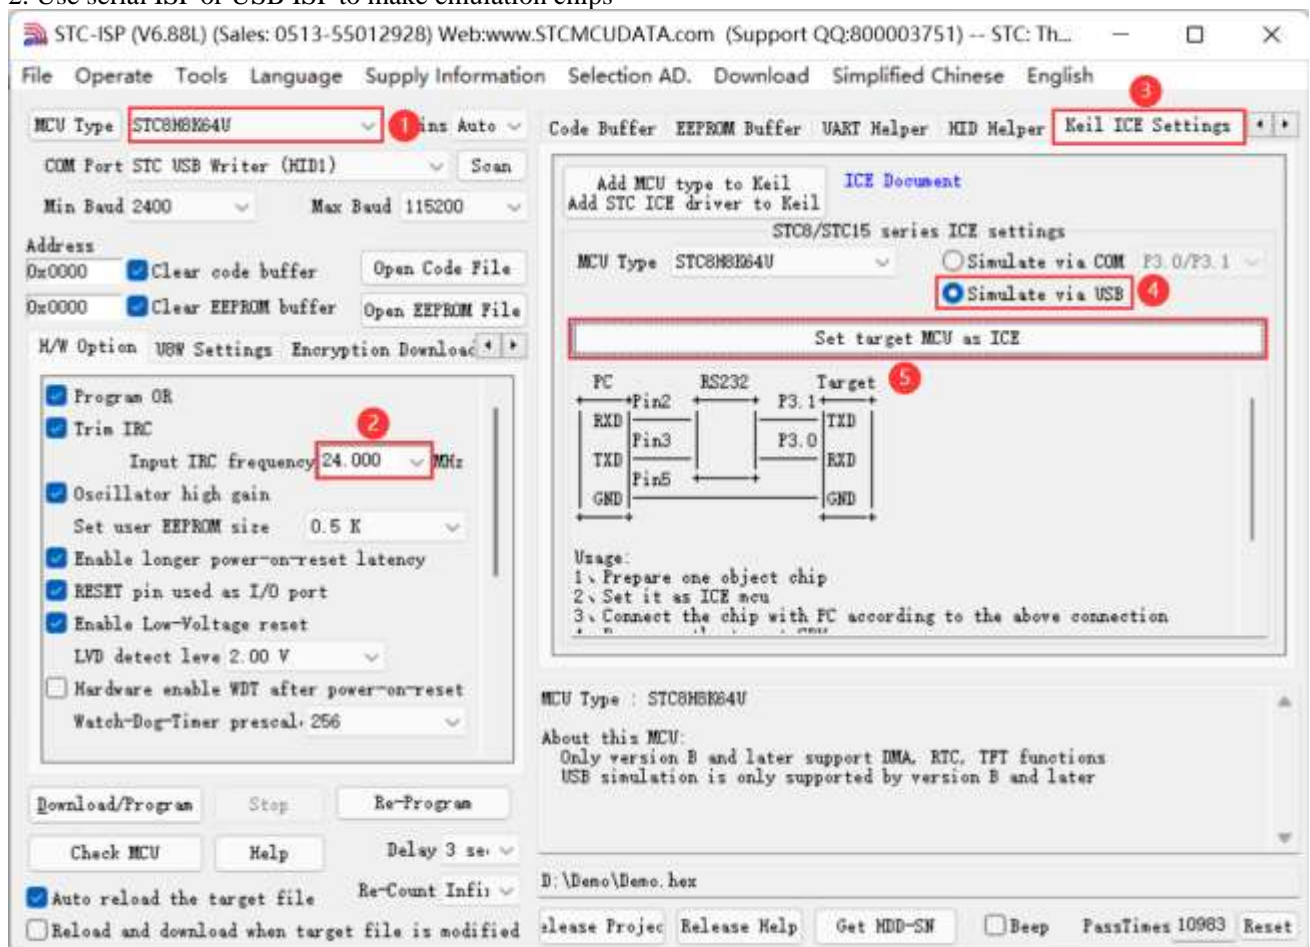 2. Use serial ISP or USB ISP to make emulation chips
STC-ISP (V6.88L) (Sales: 0513-55012928) Web:www.STCMCUDATA.com (Support QQ:800003751) -- STC: Th...
File Operate Tools Language Supply Information Selection AD. Download Simplified Chinese English
MCU Type STC8H8K64U 1 ins Auto
COM Port STC USB Writer (HID1) Scan
Min Baud 2400 Max Baud 115200
Address
0x0000 Clear code buffer Open Code File
0x0000 Clear EEPROM buffer Open EEPROM File
H/W Option U8W Settings Encryption Download
Program OR
Trim IRC
2
Input IRC frequency 24.000 MHz
Oscillator high gain
Set user EEPROM size 0.5 K
Enable longer power-on-reset latency
RESET pin used as I/O port
Enable Low-Voltage reset
LVD detect leve 2.00 V
Hardware enable WDT after power-on-reset
Watch-Dog-Timer prescal 256
Download/Program Stop Re-Program
Check MCU Help Delay 3 se
Auto reload the target file Re-Count Infi
Reload and download when target file is modified
3
Code Buffer EEPROM Buffer UART Helper HID Helper Keil ICE Settings
Add MCU type to Keil
Add STC ICE driver to Keil
ICE Document
STC8/STC15 series ICE settings
MCU Type STC8H8K64U Simulate via COM P3.0/P3.1
Simulate via USB 4
Set target MCU as ICE
5
PC RS232 Target
Pin2 P3.1
RXD TXD
Pin3 P3.0
TXD RXD
Pin5
GND GND
Usage:
1、Prepare one object chip
2、Set it as ICE mcu
3、Connect the chip with PC according to the above connection
MCU Type : STC8H8K64U
About this MCU:
Only version B and later support DMA, RTC, TFT functions
USB simulation is only supported by version B and later
D:\Demo\Demo.hex
elease Projec Release Help Get HDD-SN Beep PassTimes 10983 Reset